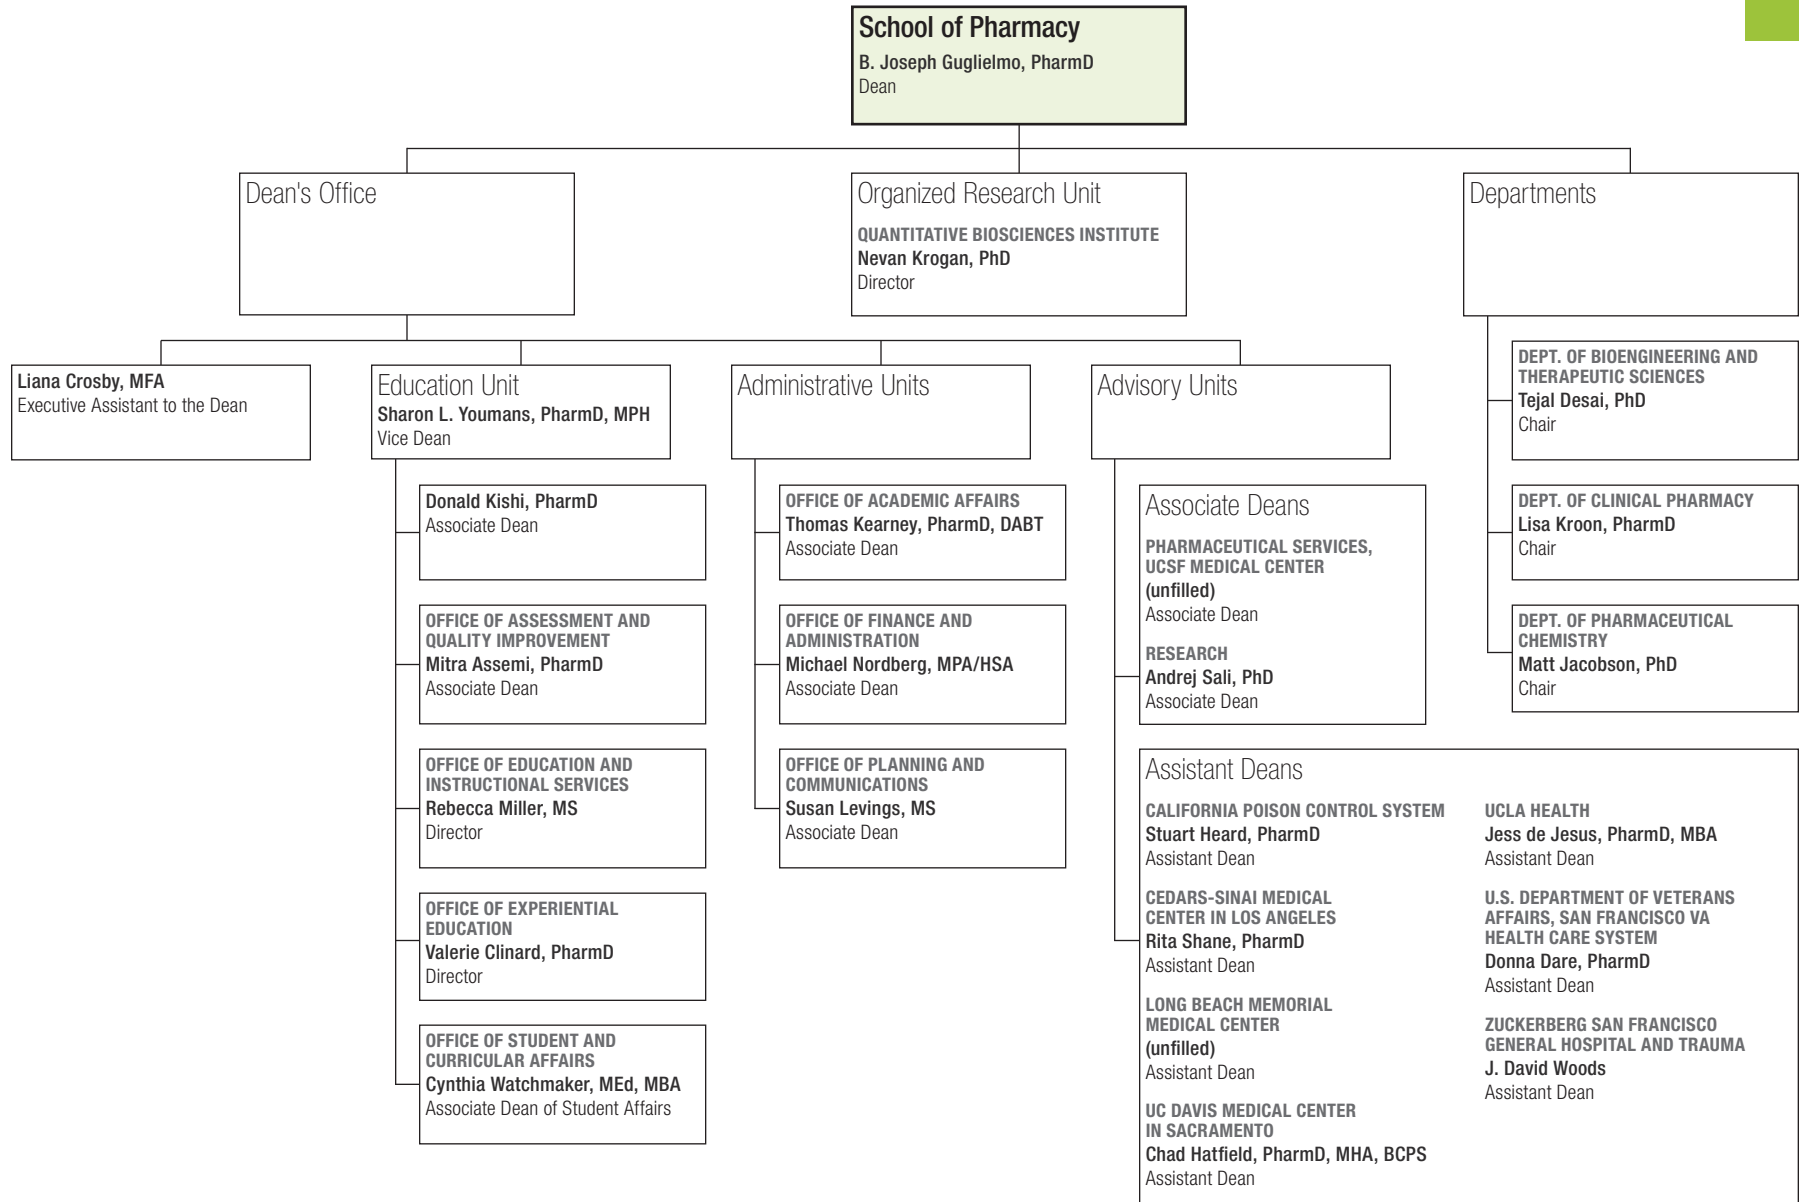 School of Pharmacy
B. Joseph Guglielmo, PharmD
Dean
Dean's Office
Organized Research Unit
QUANTITATIVE BIOSCIENCES INSTITUTE
Nevan Krogan, PhD
Director
Departments
Liana Crosby, MFA
Executive Assistant to the Dean
Education Unit
Sharon L. Youmans, PharmD, MPH
Vice Dean
Donald Kishi, PharmD
Associate Dean
OFFICE OF ASSESSMENT AND
QUALITY IMPROVEMENT
Mitra Assemi, PharmD
Associate Dean
OFFICE OF EDUCATION AND
INSTRUCTIONAL SERVICES
Rebecca Miller, MS
Director
OFFICE OF EXPERIENTIAL
EDUCATION
Valerie Clinard, PharmD
Director
OFFICE OF STUDENT AND
CURRICULAR AFFAIRS
Cynthia Watchmaker, MEd, MBA
Associate Dean of Student Affairs
Administrative Units
OFFICE OF ACADEMIC AFFAIRS
Thomas Kearney, PharmD, DABT
Associate Dean
OFFICE OF FINANCE AND
ADMINISTRATION
Michael Nordberg, MPA/HSA
Associate Dean
OFFICE OF PLANNING AND
COMMUNICATIONS
Susan Levings, MS
Associate Dean
Advisory Units
Associate Deans
PHARMACEUTICAL SERVICES,
UCSF MEDICAL CENTER
(unfilled)
Associate Dean
RESEARCH
Andrej Sali, PhD
Associate Dean
Assistant Deans
CALIFORNIA POISON CONTROL SYSTEM
Stuart Heard, PharmD
Assistant Dean
CEDARS-SINAI MEDICAL
CENTER IN LOS ANGELES
Rita Shane, PharmD
Assistant Dean
LONG BEACH MEMORIAL
MEDICAL CENTER
(unfilled)
Assistant Dean
UC DAVIS MEDICAL CENTER
IN SACRAMENTO
Chad Hatfield, PharmD, MHA, BCPS
Assistant Dean
UCLA HEALTH
Jess de Jesus, PharmD, MBA
Assistant Dean
U.S. DEPARTMENT OF VETERANS
AFFAIRS, SAN FRANCISCO VA
HEALTH CARE SYSTEM
Donna Dare, PharmD
Assistant Dean
ZUCKERBERG SAN FRANCISCO
GENERAL HOSPITAL AND TRAUMA
J. David Woods
Assistant Dean
DEPT. OF BIOENGINEERING AND
THERAPEUTIC SCIENCES
Tejal Desai, PhD
Chair
DEPT. OF CLINICAL PHARMACY
Lisa Kroon, PharmD
Chair
DEPT. OF PHARMACEUTICAL
CHEMISTRY
Matt Jacobson, PhD
Chair